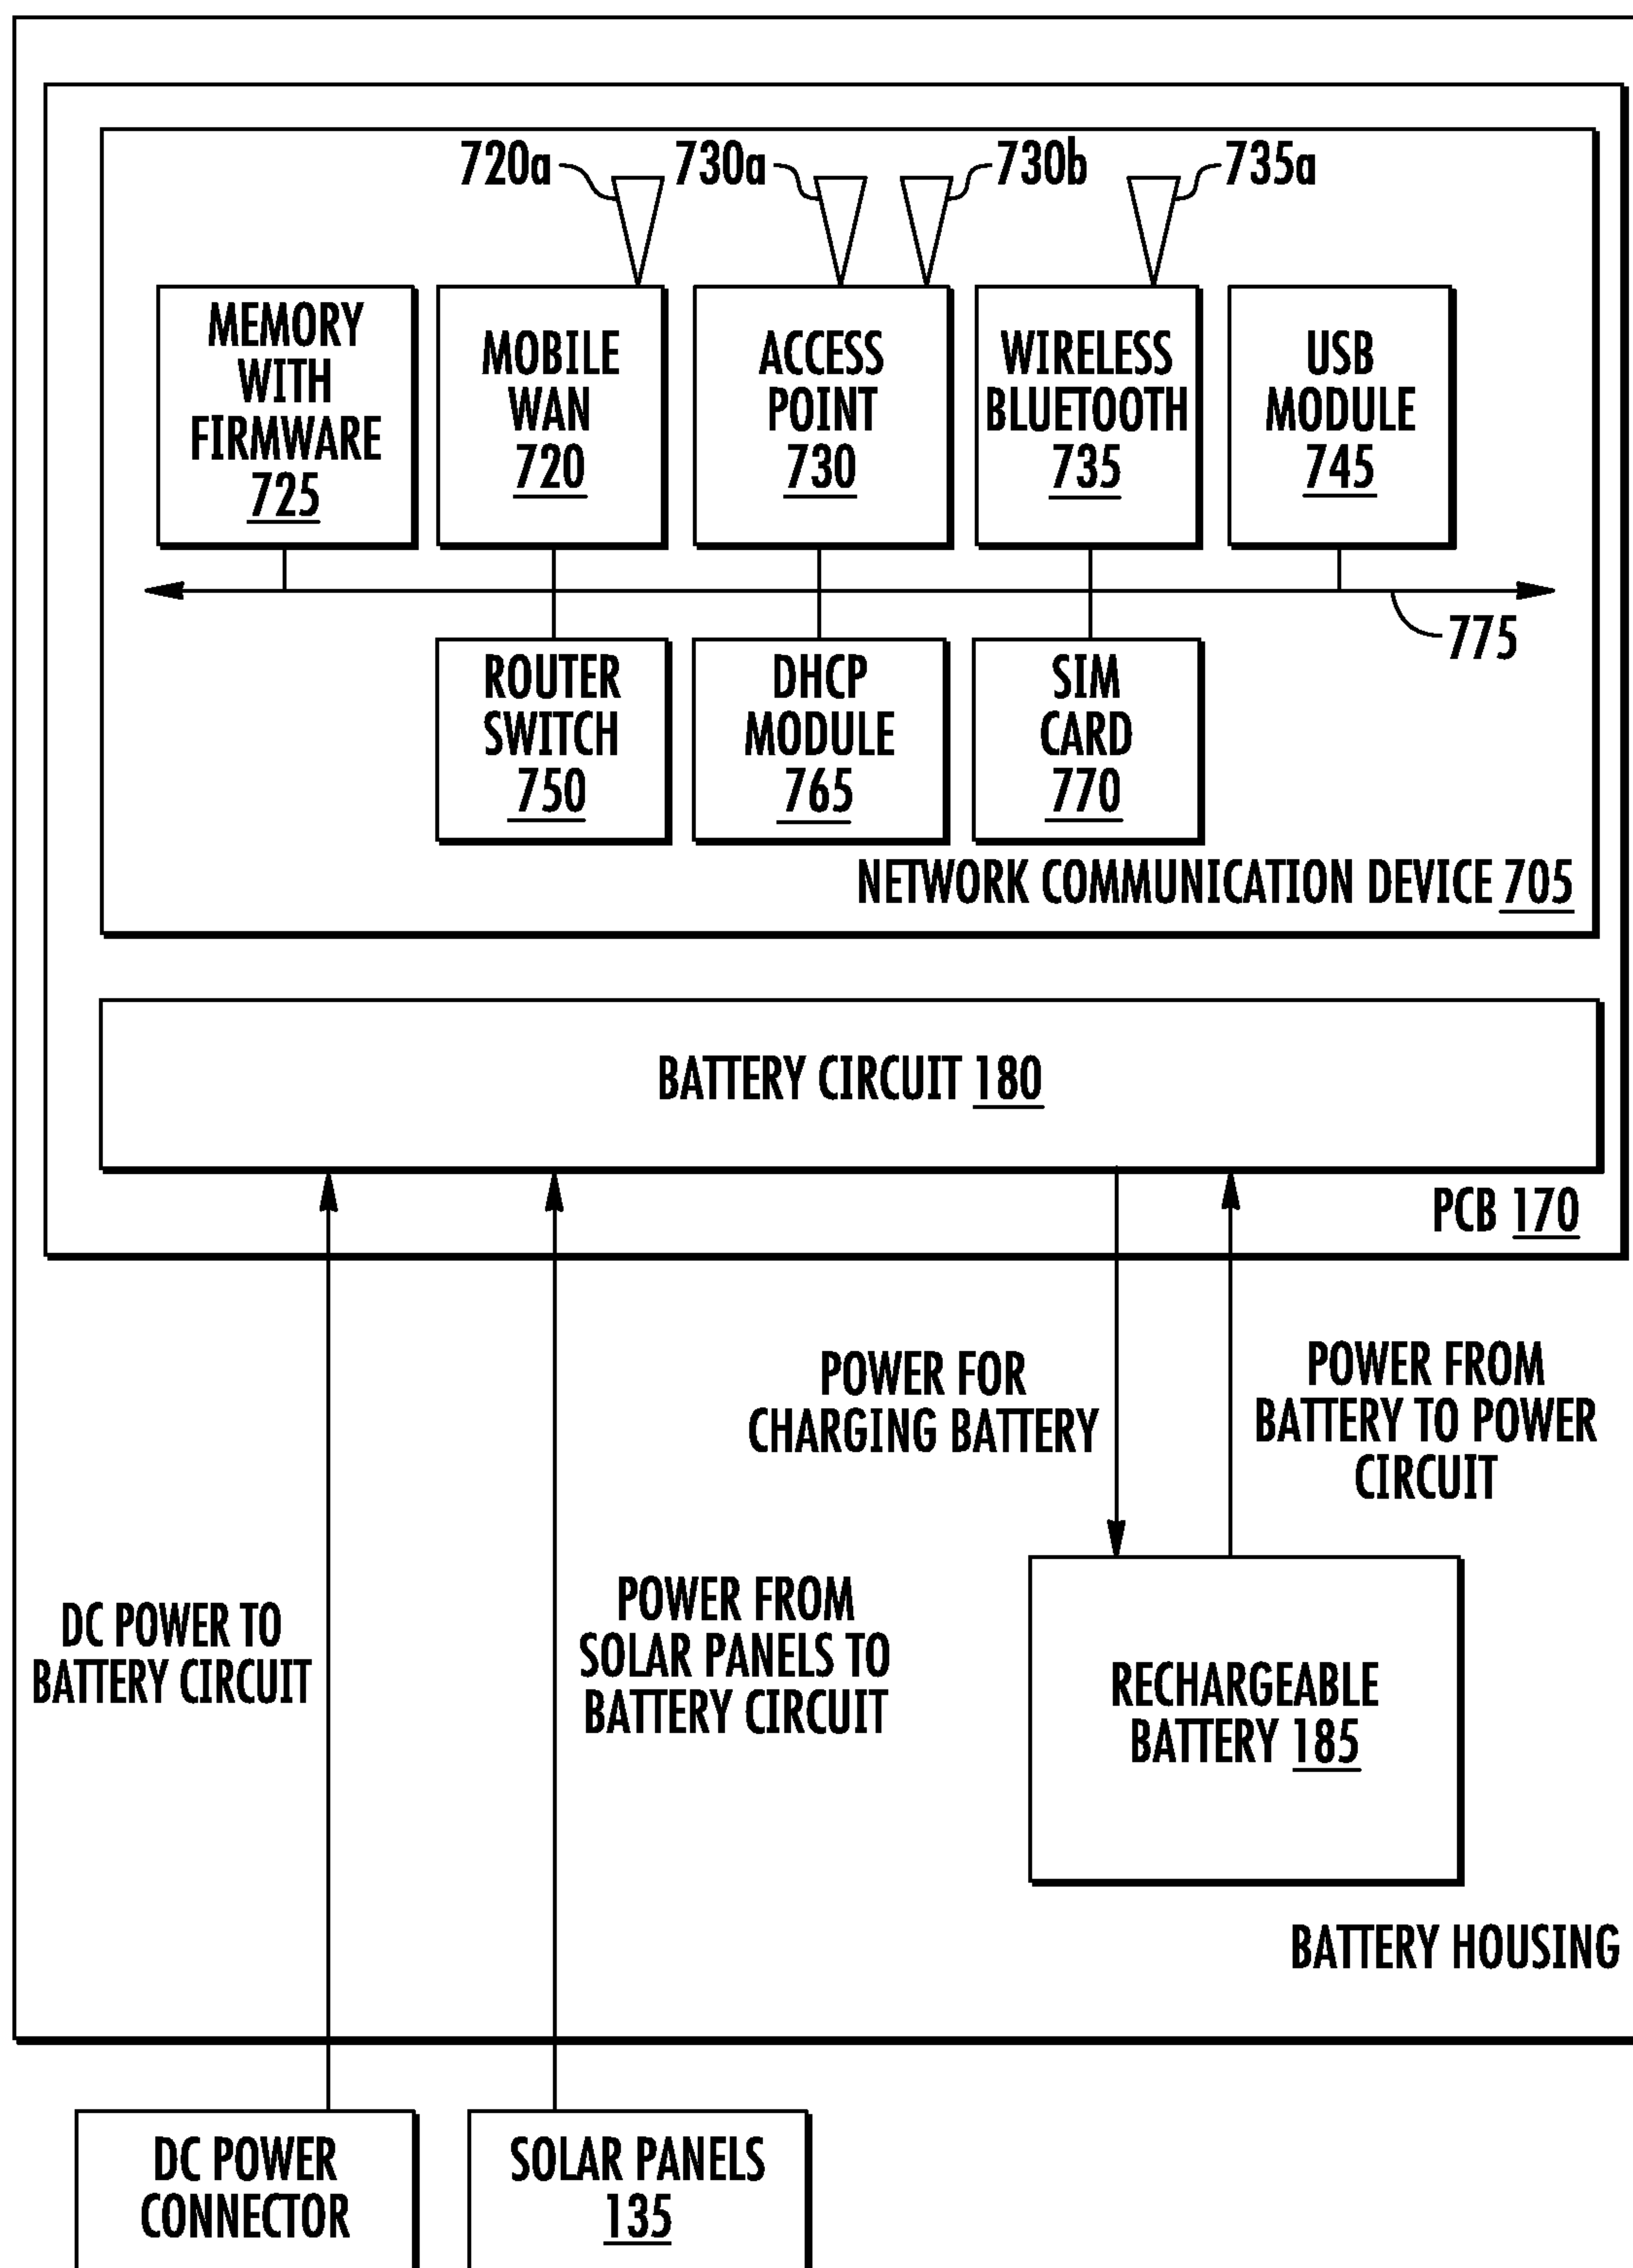 720a 730a 730b 735a
MEMORY
WITH
FIRMWARE
725
MOBILE
WAN
720
ACCESS
POINT
730
WIRELESS
BLUETOOTH
735
USB
MODULE
745
775
ROUTER
SWITCH
750
DHCP
MODULE
765
SIM
CARD
770
NETWORK COMMUNICATION DEVICE 705
BATTERY CIRCUIT 180
PCB 170
POWER FOR
CHARGING BATTERY
POWER FROM
BATTERY TO POWER
CIRCUIT
DC POWER TO
BATTERY CIRCUIT
POWER FROM
SOLAR PANELS TO
BATTERY CIRCUIT
RECHARGEABLE
BATTERY 185
BATTERY HOUSING
DC POWER
CONNECTOR
SOLAR PANELS
135